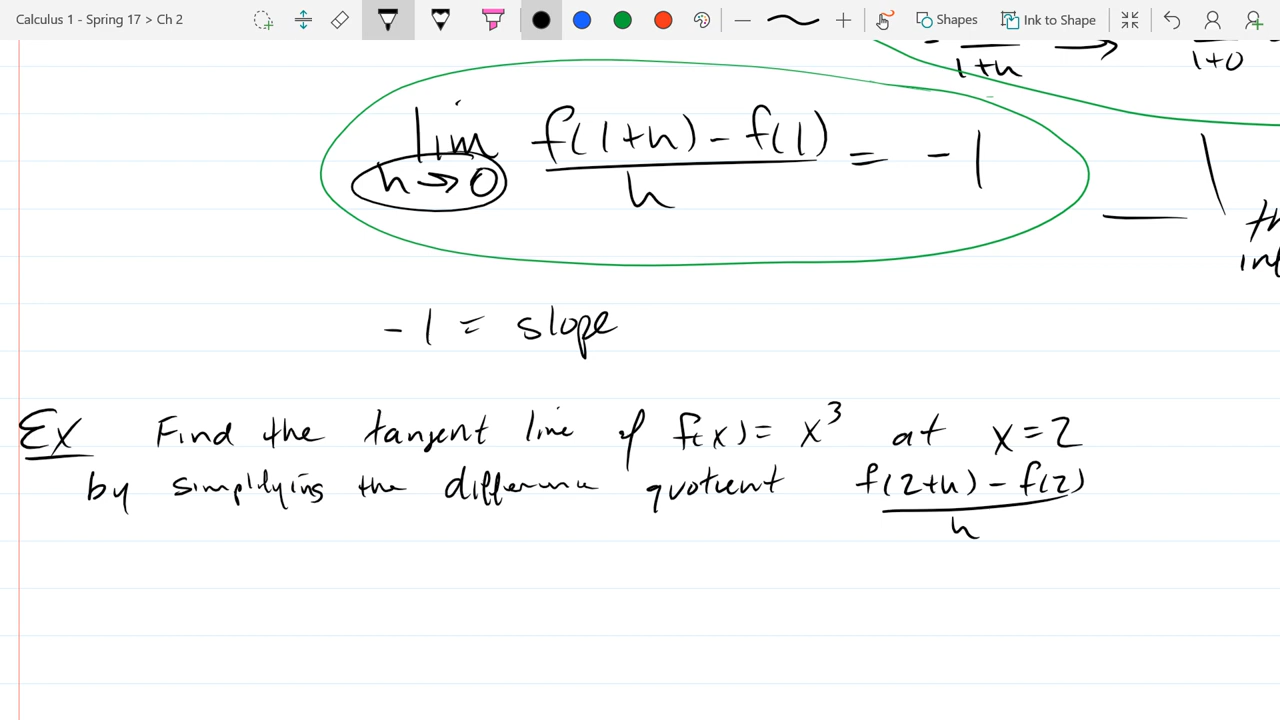 Calculus 1 - Spring 17 > Ch 2
Shapes
Ink to Shape
1+h → 1+0
lim f(1+h) - f(1) = -1
h→0 h
-1 = slope
Ex Find the tangent line of f(x) = x³ at x=2
by simplifying the difference quotient f(2+h) - f(2)
h